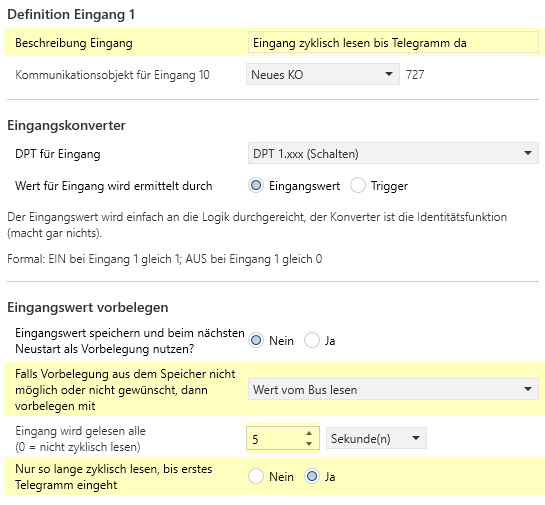 Definition Eingang 1
Beschreibung Eingang Eingang zyklisch lesen bis Telegramm da
Kommunikationsobjekt für Eingang 10 Neues KO 727
Eingangskonverter
DPT für Eingang DPT 1.xxx (Schalten)
Wert für Eingang wird ermittelt durch Eingangswert Trigger
Der Eingangswert wird einfach an die Logik durchgereicht, der Konverter ist die Identitätsfunktion
(macht gar nichts).
Formal: EIN bei Eingang 1 gleich 1; AUS bei Eingang 1 gleich 0
Eingangswert vorbelegen
Eingangswert speichern und beim nächsten
Neustart als Vorbelegung nutzen? Nein Ja
Falls Vorbelegung aus dem Speicher nicht
möglich oder nicht gewünscht, dann
vorbelegen mit
Wert vom Bus lesen
Eingang wird gelesen alle
(0 = nicht zyklisch lesen)
5 Sekunde(n)
Nur so lange zyklisch lesen, bis erstes
Telegramm eingeht
Nein Ja